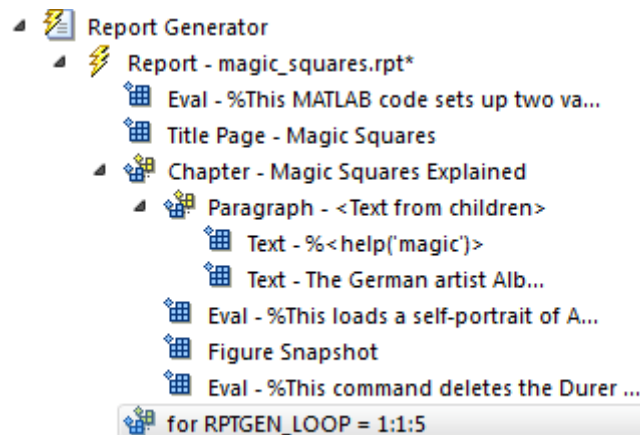 Report Generator
Report - magic_squares.rpt*
Eval - %This MATLAB code sets up two va...
Title Page - Magic Squares
Chapter - Magic Squares Explained
Paragraph - <Text from children>
Text - %<help('magic')>
Text - The German artist Alb...
Eval - %This loads a self-portrait of A...
Figure Snapshot
Eval - %This command deletes the Durer ...
for RPTGEN_LOOP = 1:1:5